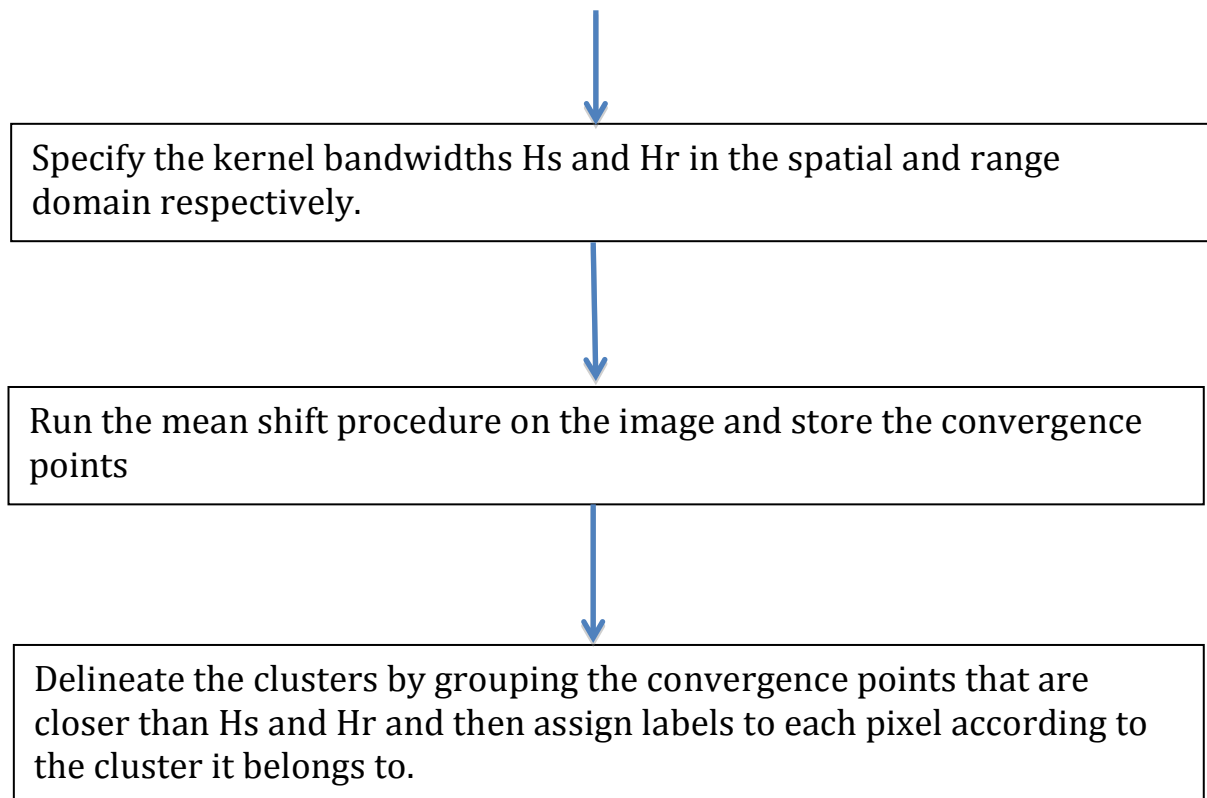 Specify the kernel bandwidths Hs and Hr in the spatial and range
domain respectively.
Run the mean shift procedure on the image and store the convergence
points
Delineate the clusters by grouping the convergence points that are
closer than Hs and Hr and then assign labels to each pixel according to
the cluster it belongs to.